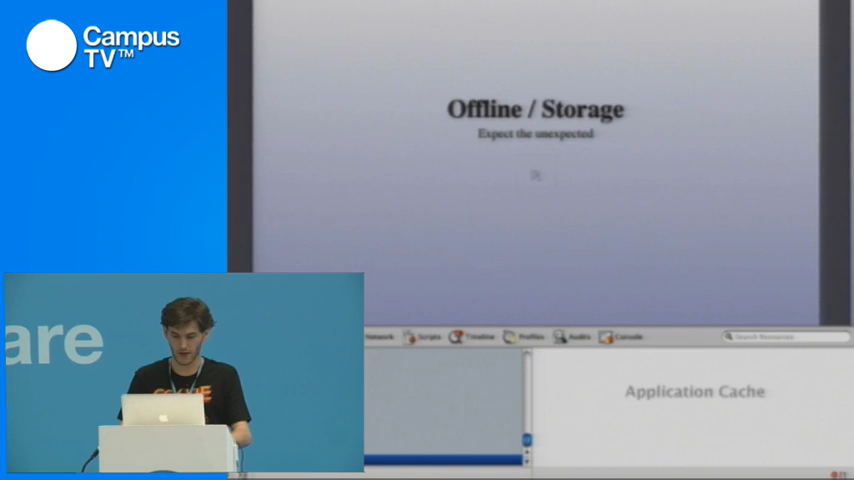 Campus
TV™
Offline / Storage
Expect the unexpected
Network Scripts Timeline Profiles Audits Console Search Resources
Application Cache
are